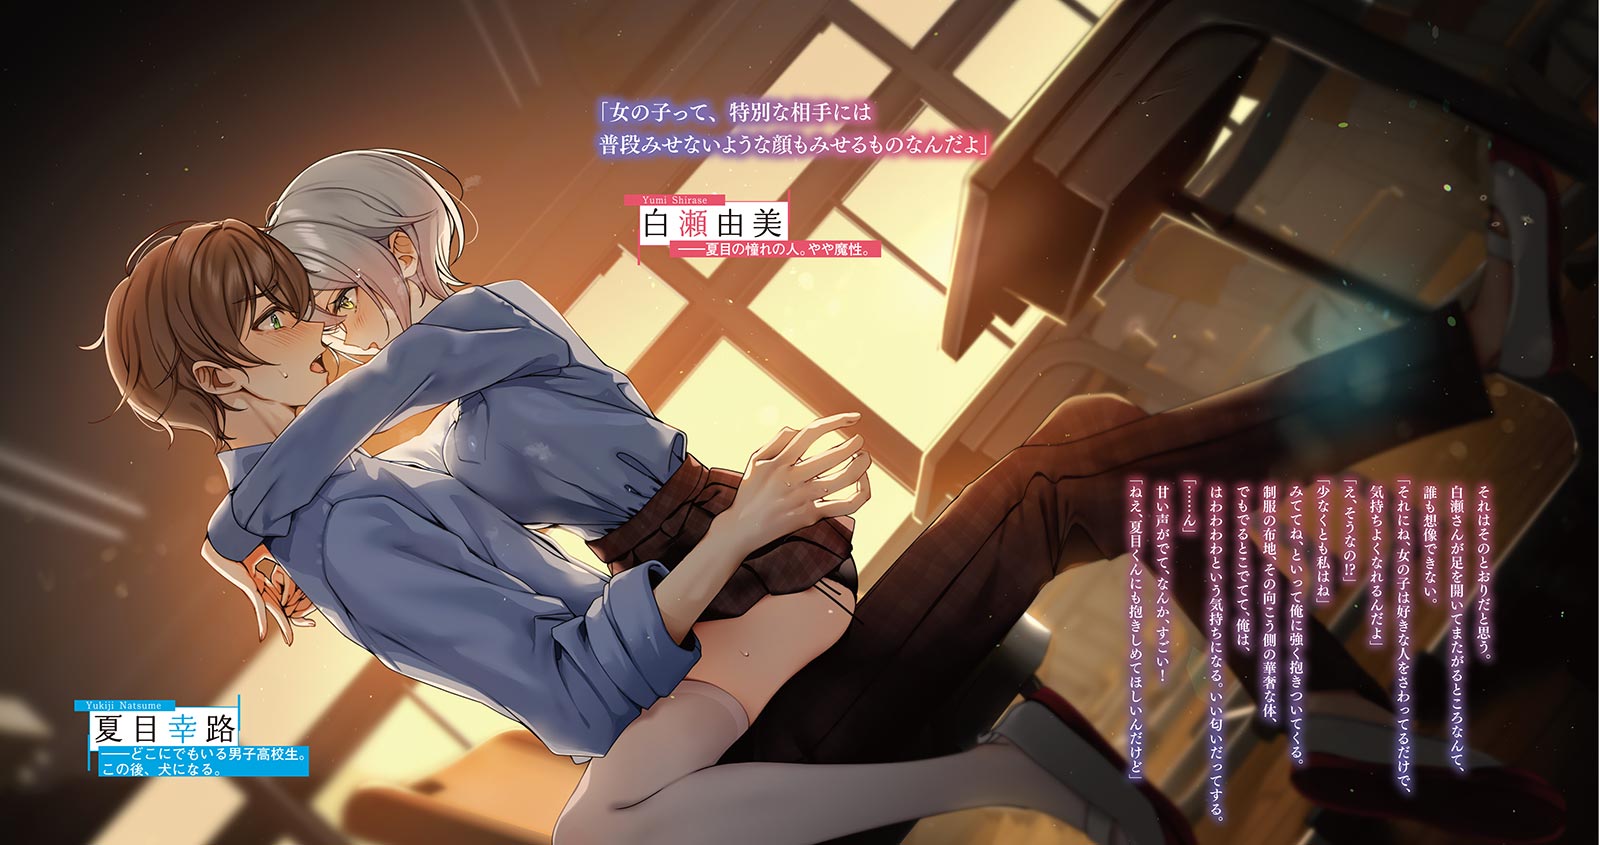 「女の子って、特別な相手には
普段みせないような顔もみせるものなんだよ」
Yumi Shirase
白瀬由美
――夏目の憧れの人。やや魔性。
それはそのとおりだと思う。
白瀬さんが足を開いてまたがるところなんて、
誰も想像できない。
「それにね、女の子は好きな人をさわってるだけで、
気持ちよくなれるんだよ」
「え、そうなの!?」
「少なくとも私はね」
みててね、といって俺に強く抱きついてくる。
制服の布地、その向こう側の華奢な体、
でもでるとこでてて、俺は、
はわわわわという気持ちになる。いい匂いだってする。
「……ん」
甘い声がでて、なんか、すごい!
「ねえ、夏目くんにも抱きしめてほしいんだけど」
Yukiji Natsume
夏目幸路
――どこにでもいる男子高校生。
この後、犬になる。